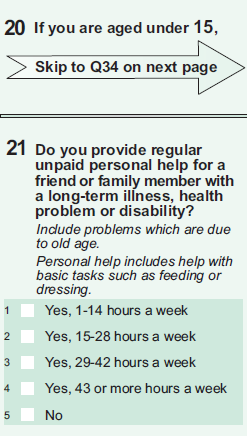 20 If you are aged under 15,
Skip to Q34 on next page
21 Do you provide regular
unpaid personal help for a
friend or family member with
a long-term illness, health
problem or disability?
Include problems which are due
to old age.
Personal help includes help with
basic tasks such as feeding or
dressing.
1 Yes, 1-14 hours a week
2 Yes, 15-28 hours a week
3 Yes, 29-42 hours a week
4 Yes, 43 or more hours a week
5 No